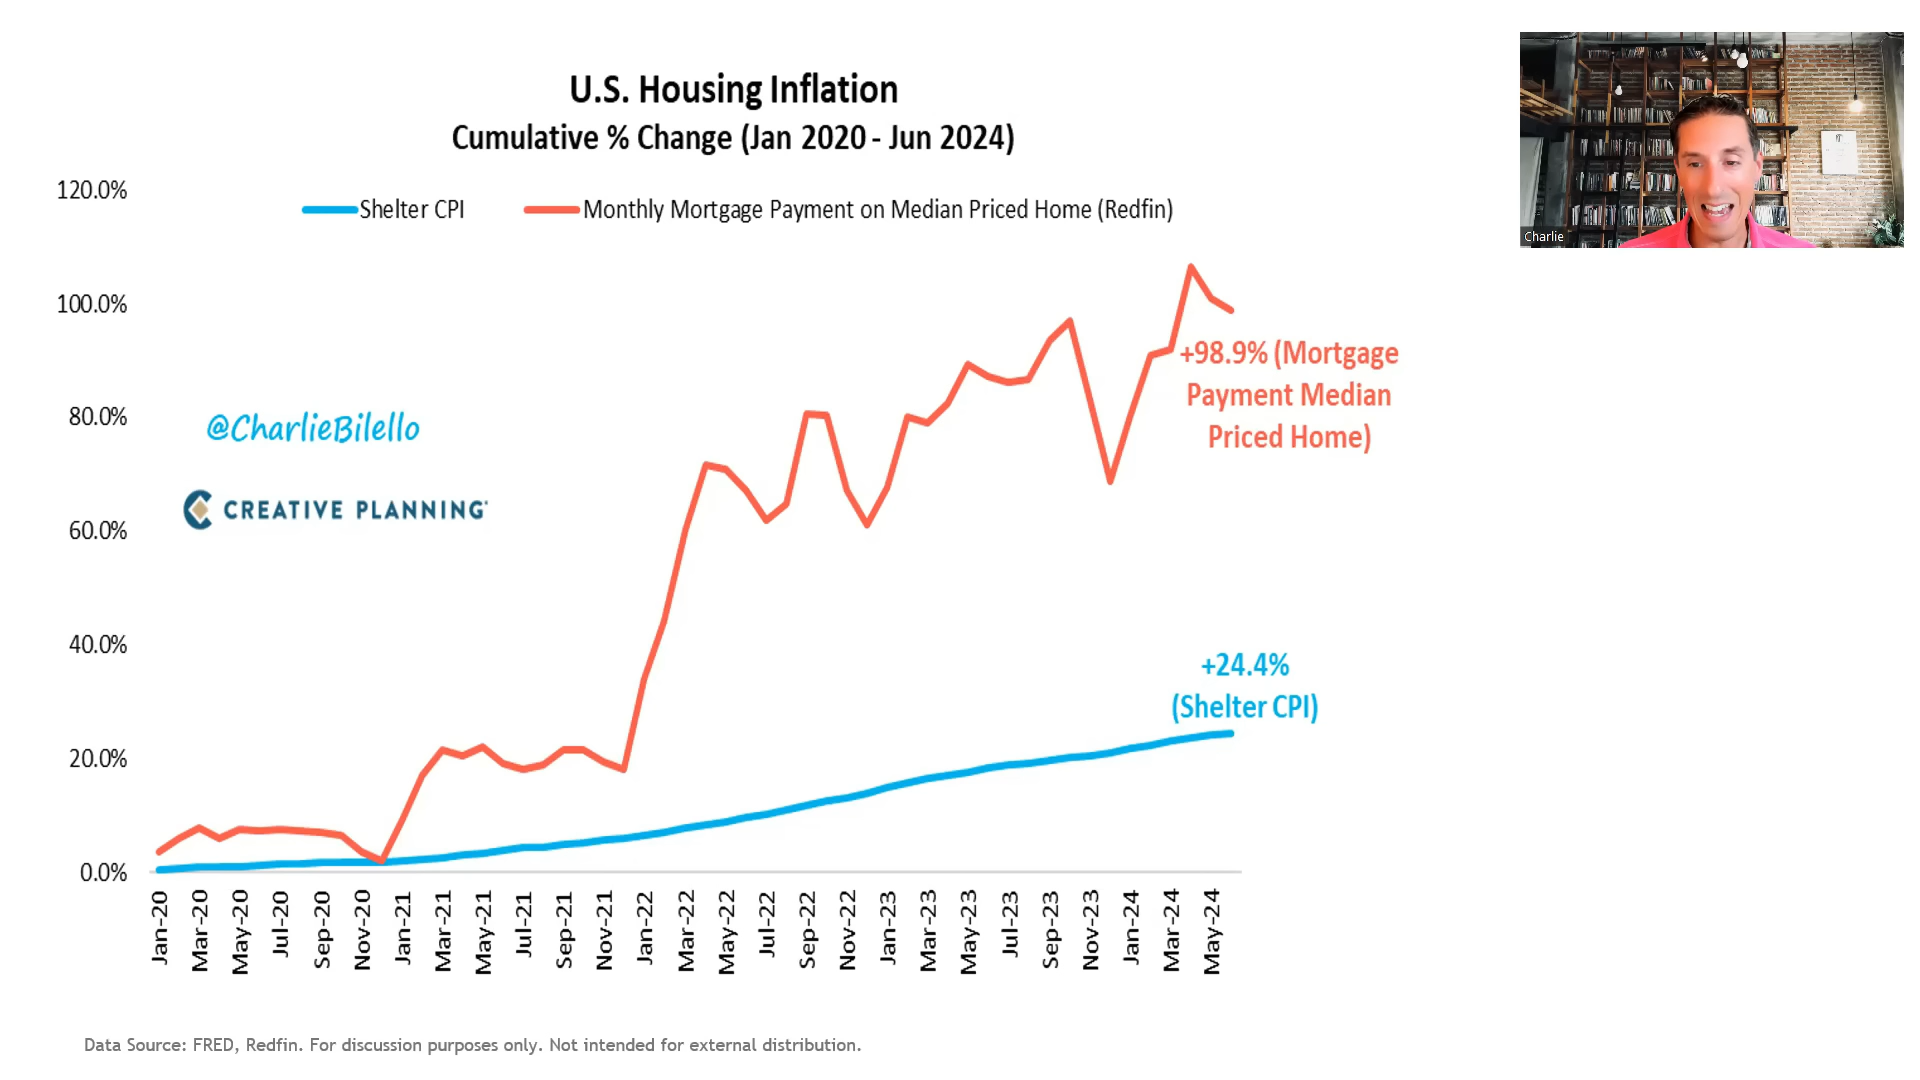 U.S. Housing Inflation
Cumulative % Change (Jan 2020 - Jun 2024)
Shelter CPI
Monthly Mortgage Payment on Median Priced Home (Redfin)
120.0%
100.0%
80.0%
60.0%
40.0%
20.0%
0.0%
@CharlieBilello
CREATIVE PLANNING
+98.9% (Mortgage
Payment Median
Priced Home)
+24.4%
(Shelter CPI)
Jan-20
Mar-20
May-20
Jul-20
Sep-20
Nov-20
Jan-21
Mar-21
May-21
Jul-21
Sep-21
Nov-21
Jan-22
Mar-22
May-22
Jul-22
Sep-22
Nov-22
Jan-23
Mar-23
May-23
Jul-23
Sep-23
Nov-23
Jan-24
Mar-24
May-24
Data Source: FRED, Redfin. For discussion purposes only. Not intended for external distribution.
Charlie